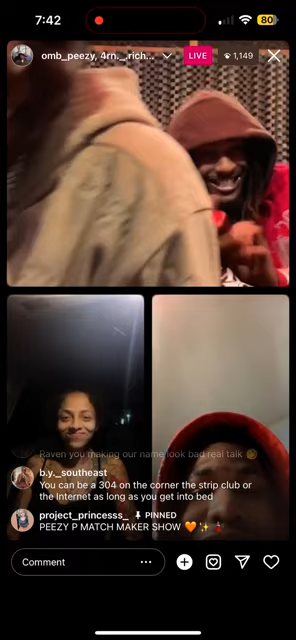 7:42
80
omb_peezy, 4rn._,rich...
LIVE
1,149
Raven you making our name look bad real talk
b.y._southeast
You can be a 304 on the corner the strip club or
the Internet as long as you get into bed
project_princesss_ PINNED
PEEZY P MATCH MAKER SHOW 🧡✨💃
Comment